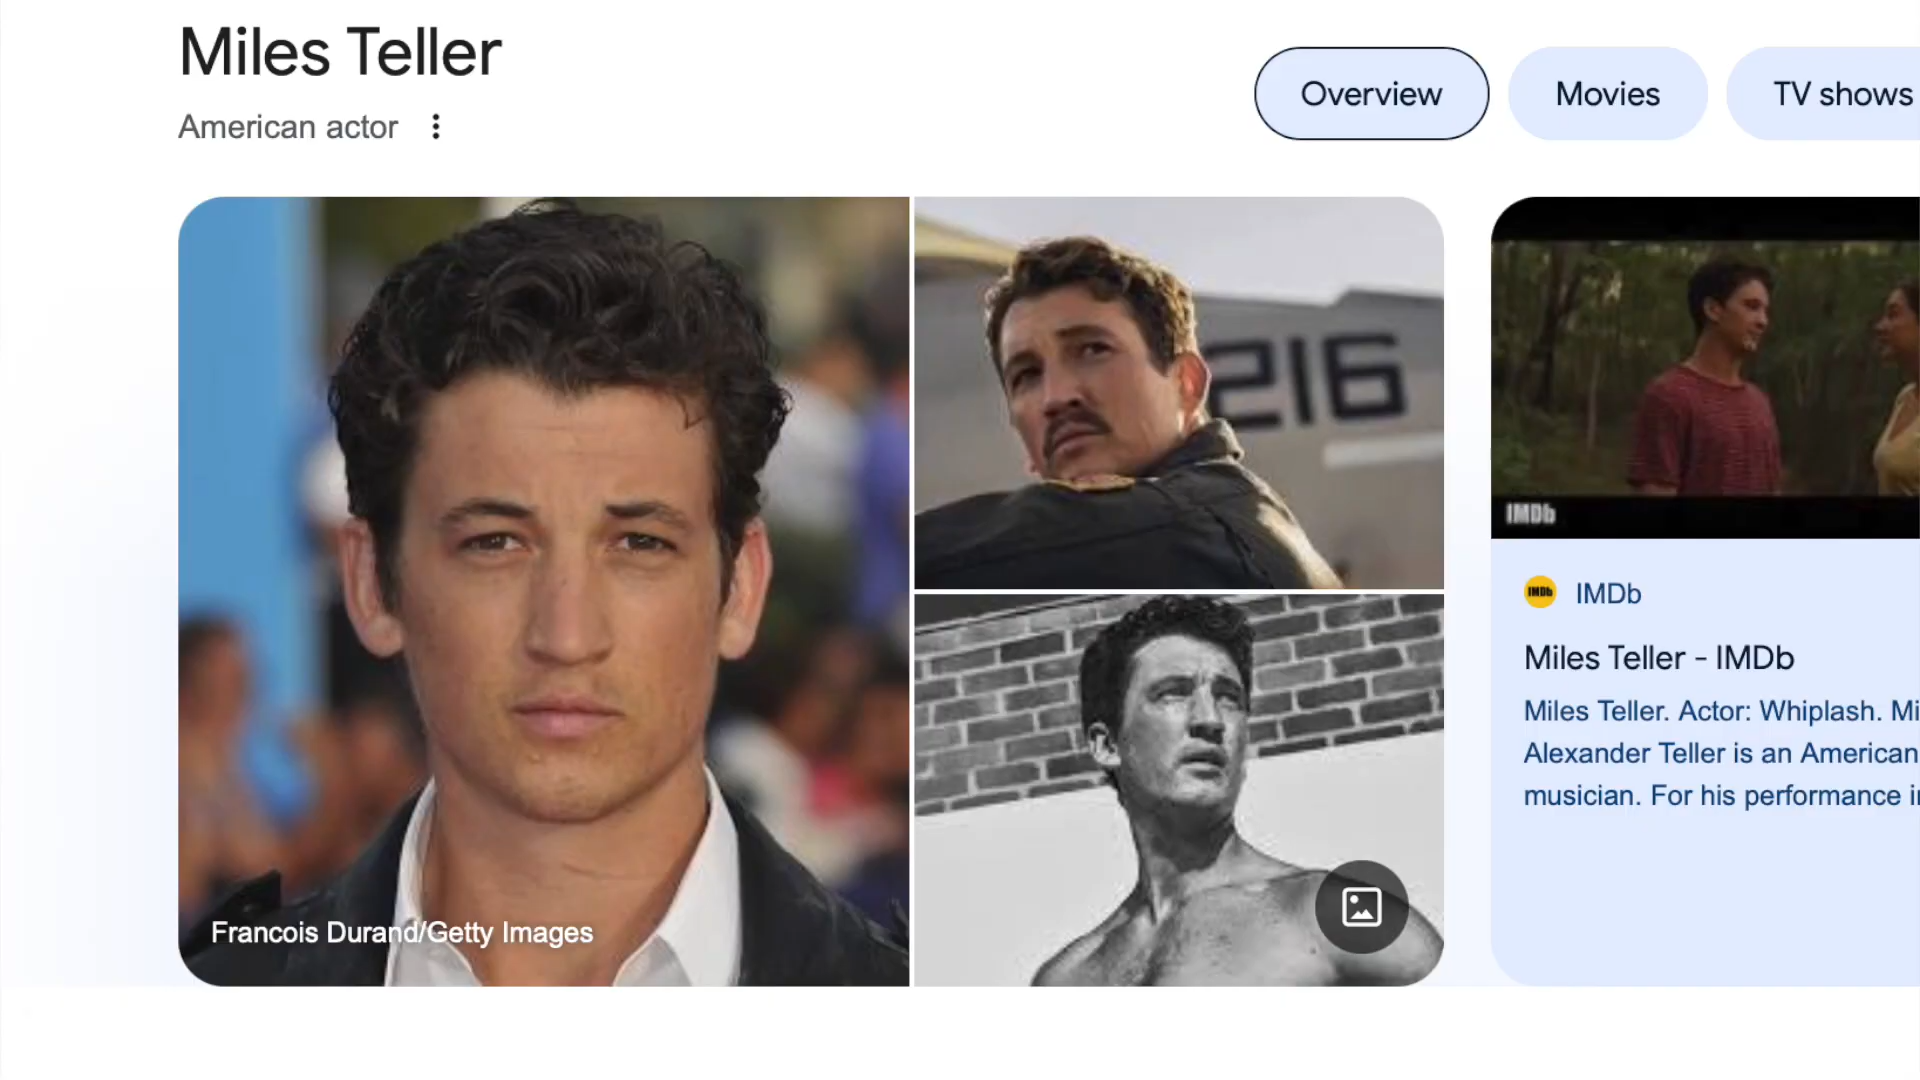 Miles Teller
American actor
Overview
Movies
TV shows
216
Francois Durand/Getty Images
IMDb
IMDb
IMDb
Miles Teller - IMDb
Miles Teller. Actor: Whiplash. Mi
Alexander Teller is an American
musician. For his performance i